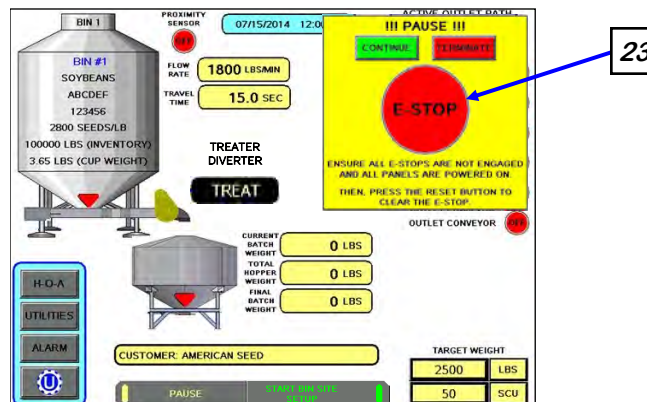 BIN 1
BIN #1
SOYBEANS
ABCDEF
123456
2800 SEEDS/LB
100000 LBS (INVENTORY)
3.65 LBS (CUP WEIGHT)
PROXIMITY
SENSOR
OFF
07/15/2014 12:00
FLOW
RATE
1800 LBS/MIN
TRAVEL
TIME
15.0 SEC
TREATER
DIVERTER
TREAT
ACTIVE OUTLET PATH
!!! PAUSE !!!
CONTINUE
TERMINATE
E-STOP
ENSURE ALL E-STOPS ARE NOT ENGAGED
AND ALL PANELS ARE POWERED ON.
THEN, PRESS THE RESET BUTTON TO
CLEAR THE E-STOP.
23
OUTLET CONVEYOR
OFF
CURRENT
BATCH
WEIGHT
0 LBS
TOTAL
HOPPER
WEIGHT
0 LBS
FINAL
BATCH
WEIGHT
0 LBS
H-O-A
UTILITIES
ALARM
U
CUSTOMER: AMERICAN SEED
PAUSE
START BIN SITE
SETUP
TARGET WEIGHT
2500 LBS
50 SCU